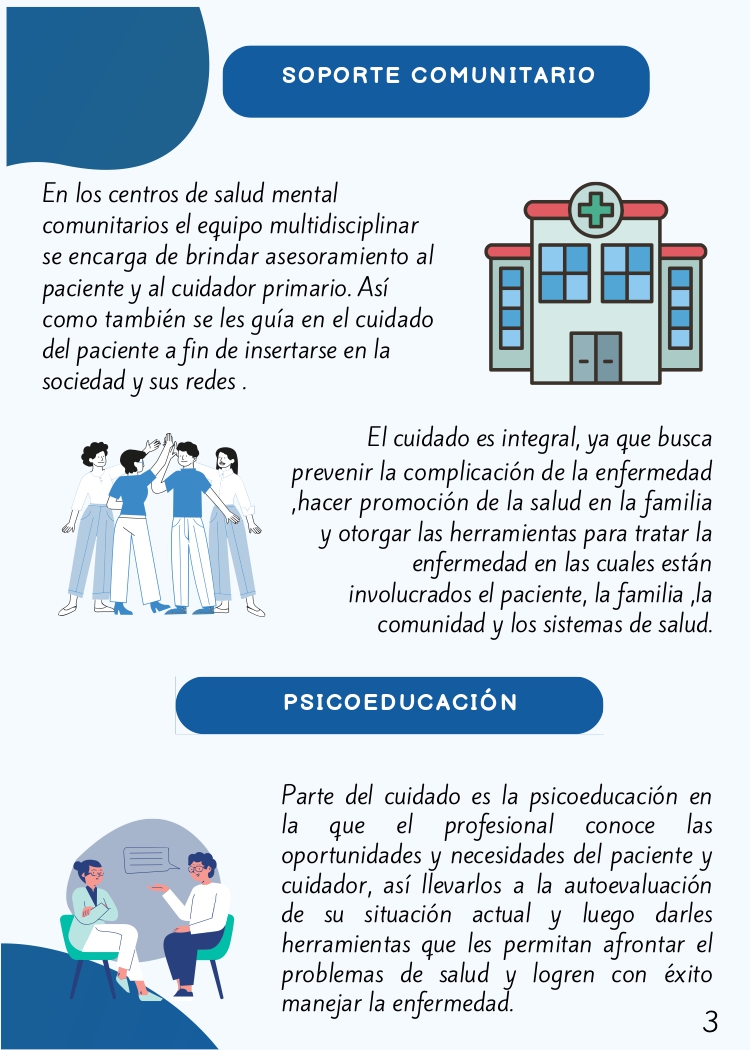 SOPORTE COMUNITARIO
En los centros de salud mental
comunitarios el equipo multidisciplinar
se encarga de brindar asesoramiento al
paciente y al cuidador primario. Así
como también se les guía en el cuidado
del paciente a fin de insertarse en la
sociedad y sus redes .
El cuidado es integral, ya que busca
prevenir la complicación de la enfermedad
,hacer promoción de la salud en la familia
y otorgar las herramientas para tratar la
enfermedad en las cuales están
involucrados el paciente, la familia ,la
comunidad y los sistemas de salud.
PSICOEDUCACIÓN
Parte del cuidado es la psicoeducación en
la que el profesional conoce las
oportunidades y necesidades del paciente y
cuidador, así llevarlos a la autoevaluación
de su situación actual y luego darles
herramientas que les permitan afrontar el
problemas de salud y logren con éxito
manejar la enfermedad.
3